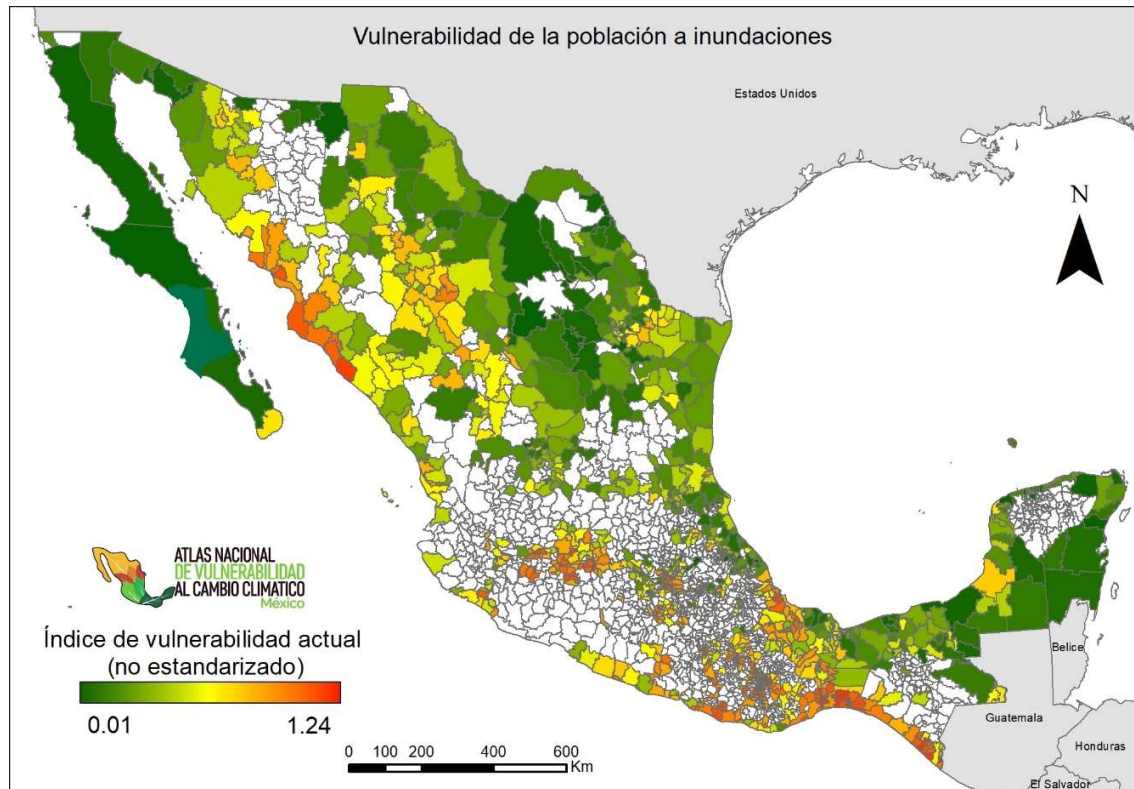 Vulnerabilidad de la población a inundaciones
Estados Unidos
N
ATLAS NACIONAL
DE VULNERABILIDAD
AL CAMBIO CLIMÁTICO
México
Índice de vulnerabilidad actual
(no estandarizado)
0.01 1.24
0 100 200 400 600
Km
Belice
Guatemala
Honduras
El Salvador